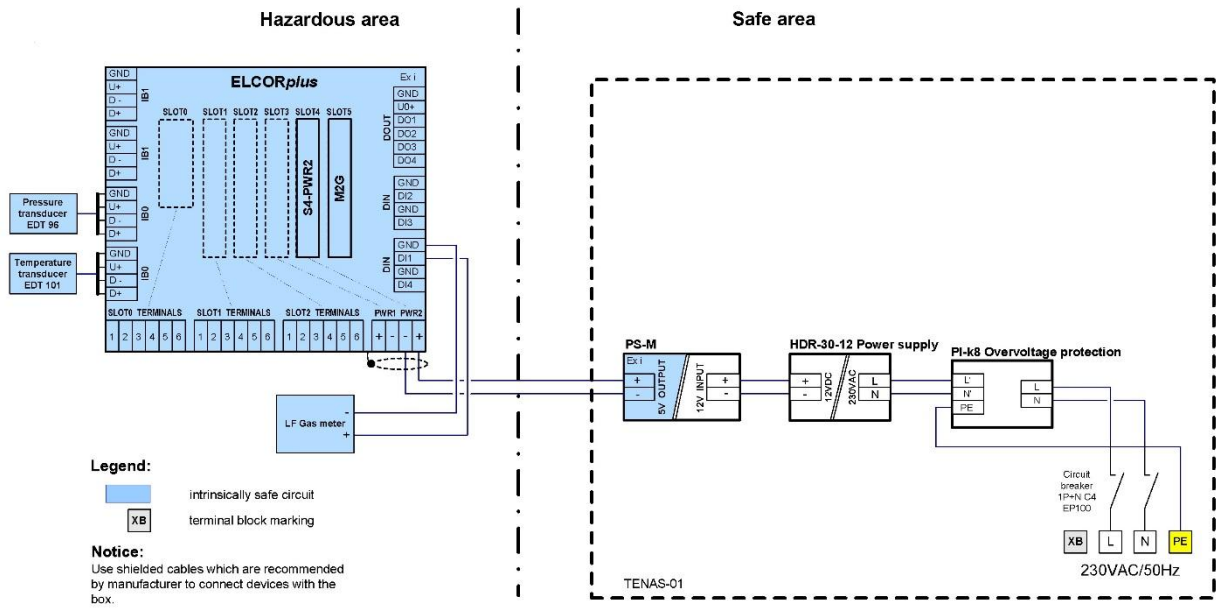 Hazardous area
Safe area
ELCORplus
GND
U+
D -
D+
IB1
GND
U+
D -
D+
IB1
GND
U+
D -
D+
IB0
GND
U+
D -
D+
IB0
SLOT0
SLOT1
SLOT2
SLOT3
SLOT4
SLOT5
S4-PWR2
M2G
Ex i
GND
U0+
DO1
DO2
DO3
DO4
DOUT
GND
DI2
GND
DI3
DIN
GND
DI1
GND
DI4
DIN
Pressure
transducer
EDT 96
Temperature
transducer
EDT 101
SLOT0 TERMINALS
1 2 3 4 5 6
SLOT1 TERMINALS
1 2 3 4 5 6
SLOT2 TERMINALS
1 2 3 4 5 6
PWR1 PWR2
+ - - +
LF Gas meter
-
+
PS-M
Ex i
+
-
5V OUTPUT
12V INPUT
+
-
HDR-30-12 Power supply
+
-
12VDC
230VAC
L
N
PI-k8 Overvoltage protection
L'
N'
PE
L
N
Circuit
breaker
1P+N C4
EP100
XB L N PE
230VAC/50Hz
TENAS-01
Legend:
intrinsically safe circuit
XB terminal block marking
Notice:
Use shielded cables which are recommended
by manufacturer to connect devices with the
box.